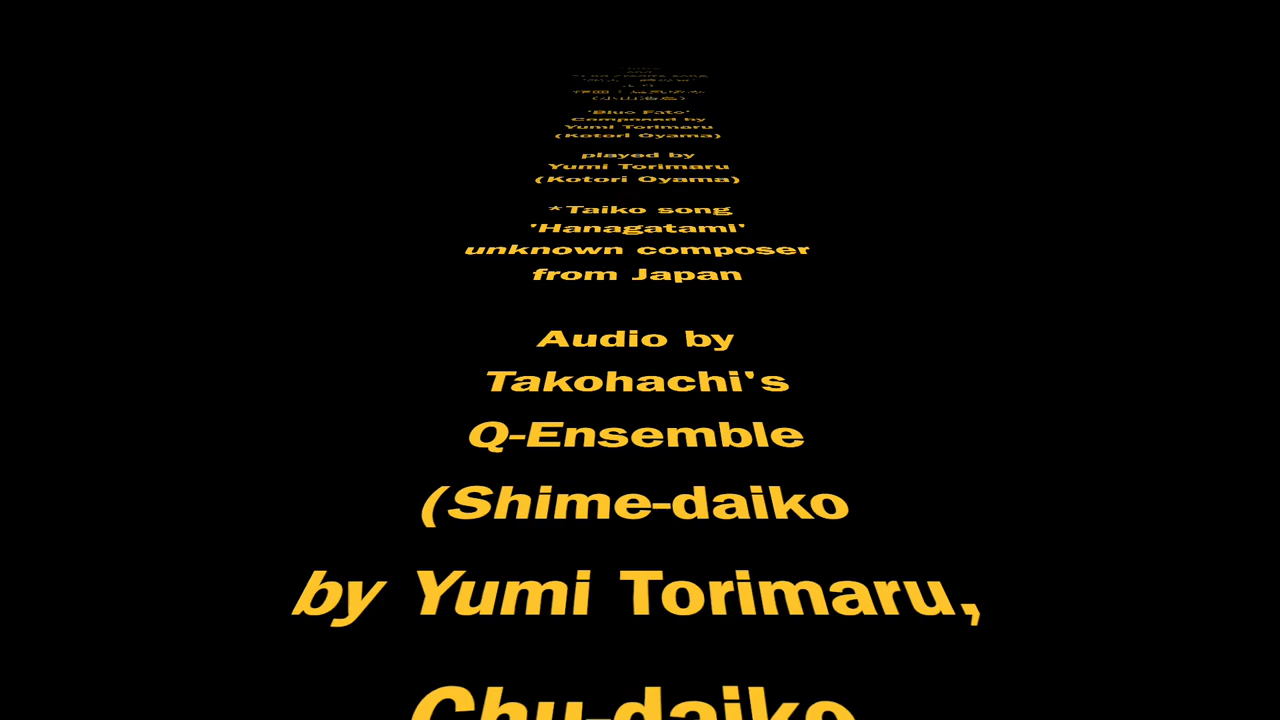 'Blue Fate'
Composed by
Yumi Torimaru
(Kotori Oyama)
played by
Yumi Torimaru
(Kotori Oyama)
*Taiko song
'Hanagatami'
unknown composer
from Japan
Audio by
Takohachi's
Q-Ensemble
(Shime-daiko
by Yumi Torimaru,
Chu-daiko